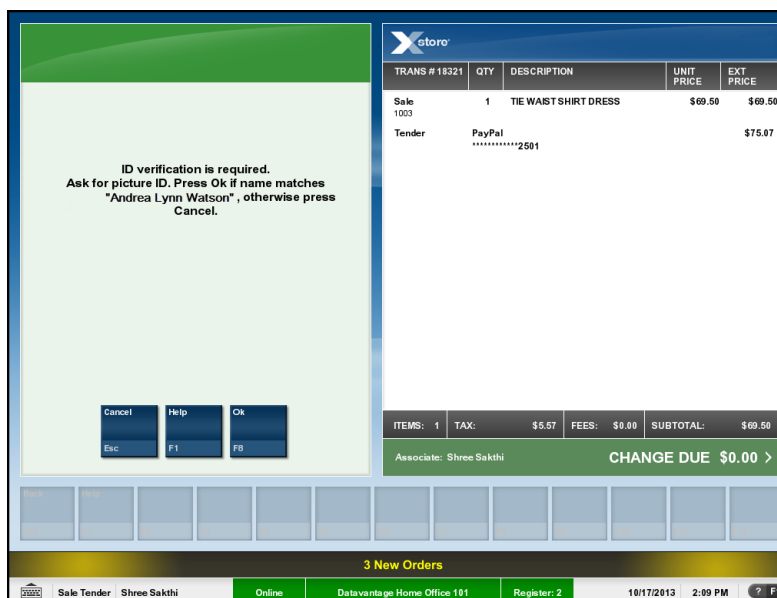 ID verification is required.
Ask for picture ID. Press Ok if name matches
"Andrea Lynn Watson" , otherwise press
Cancel.
Cancel
Esc
Help
F1
Ok
F8
Xstore
TRANS # 18321 QTY DESCRIPTION UNIT PRICE EXT PRICE
Sale 1 TIE WAIST SHIRT DRESS $69.50 $69.50
1003
Tender PayPal $75.07
************2501
ITEMS: 1 TAX: $5.57 FEES: $0.00 SUBTOTAL: $69.50
Associate: Shree Sakthi CHANGE DUE $0.00 >
Back Help
3 New Orders
Sale Tender Shree Sakthi Online Datavantage Home Office 101 Register: 2 10/17/2013 2:09 PM ? F